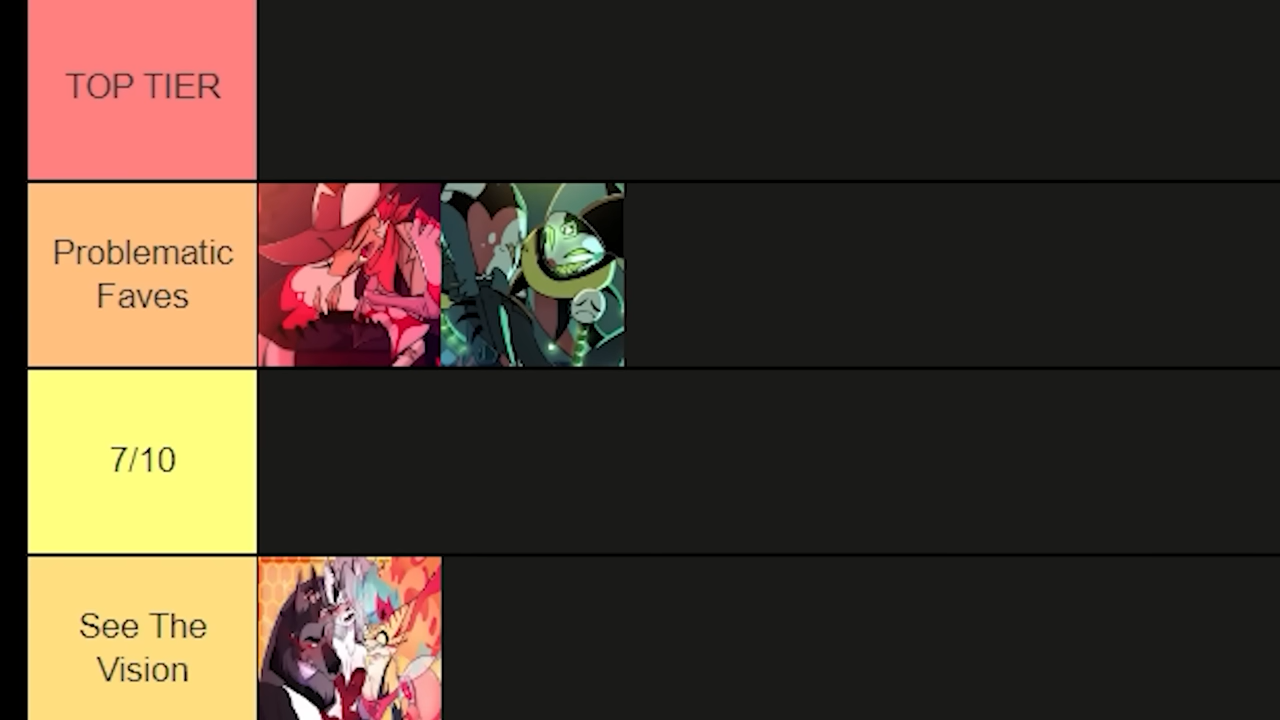 TOP TIER
Problematic
Faves
7/10
See The
Vision